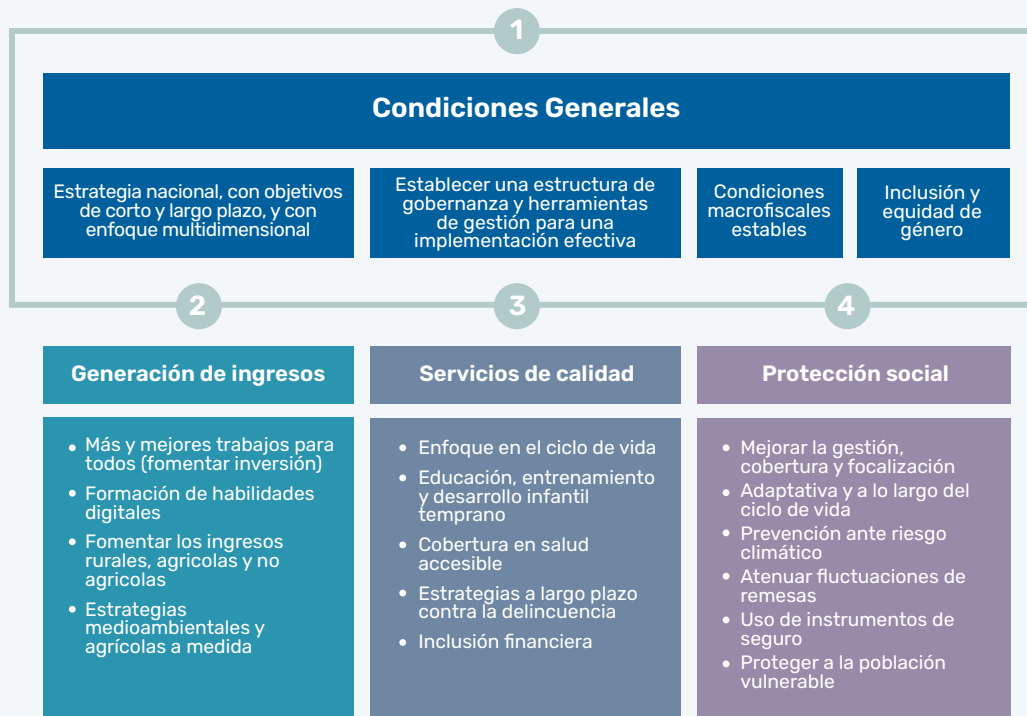 1
Condiciones Generales
Estrategia nacional, con objetivos
de corto y largo plazo, y con
enfoque multidimensional
Establecer una estructura de
gobernanza y herramientas
de gestión para una
implementación efectiva
Condiciones
macrofiscales
estables
Inclusión y
equidad de
género
2
3
4
Generación de ingresos
• Más y mejores trabajos para
todos (fomentar inversión)
• Formación de habilidades
digitales
• Fomentar los ingresos
rurales, agricolas y no
agricolas
• Estrategias
medioambientales y
agrícolas a medida
Servicios de calidad
• Enfoque en el ciclo de vida
• Educación, entrenamiento
y desarrollo infantil
temprano
• Cobertura en salud
accesible
• Estrategias a largo plazo
contra la delincuencia
• Inclusión financiera
Protección social
• Mejorar la gestión,
cobertura y focalización
• Adaptativa y a lo largo del
ciclo de vida
• Prevención ante riesgo
climático
• Atenuar fluctuaciones de
remesas
• Uso de instrumentos de
seguro
• Proteger a la población
vulnerable